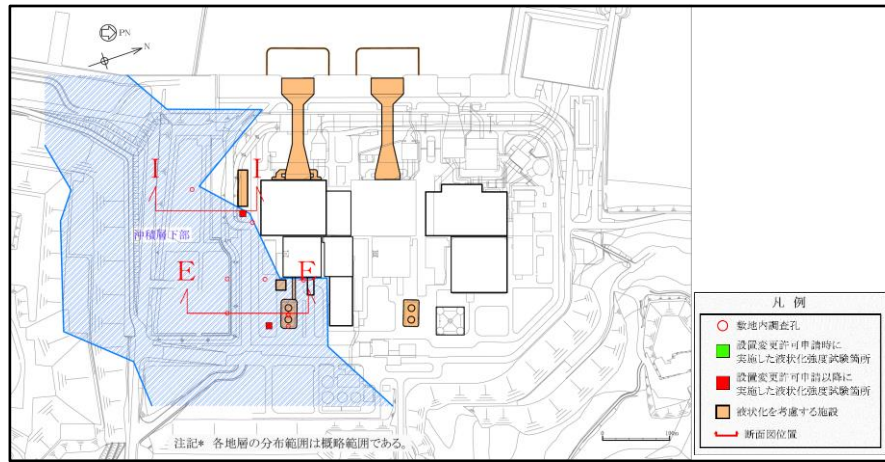 PN
N
I
I
沖積層下部
E
E
注記* 各地層の分布範囲は概略範囲である。
100m
凡例
敷地内調査孔
設置変更許可申請時に
実施した液状化強度試験箇所
設置変更許可申請以降に
実施した液状化強度試験箇所
液状化を考慮する施設
断面図位置